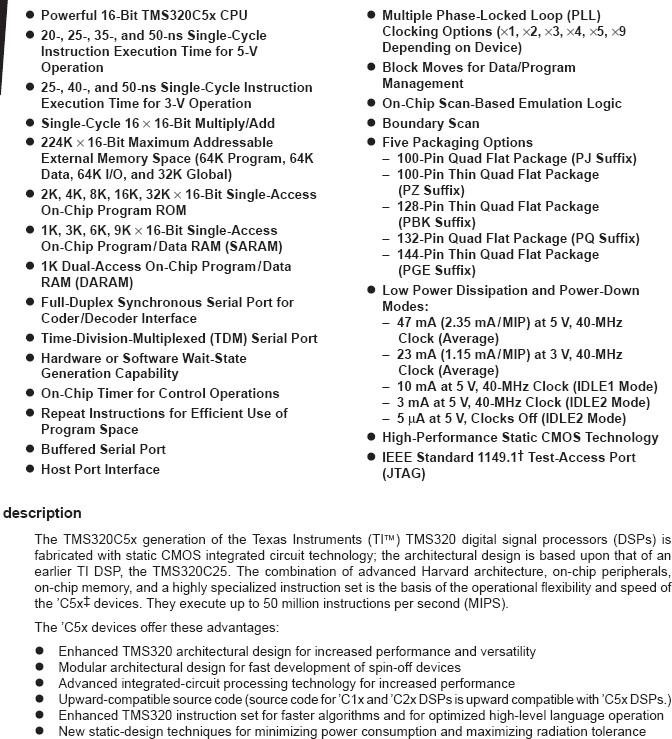 ● Powerful 16-Bit TMS320C5x CPU
● 20-, 25-, 35-, and 50-ns Single-Cycle
Instruction Execution Time for 5-V
Operation
● 25-, 40-, and 50-ns Single-Cycle Instruction
Execution Time for 3-V Operation
● Single-Cycle 16 × 16-Bit Multiply/Add
● 224K × 16-Bit Maximum Addressable
External Memory Space (64K Program, 64K
Data, 64K I/O, and 32K Global)
● 2K, 4K, 8K, 16K, 32K × 16-Bit Single-Access
On-Chip Program ROM
● 1K, 3K, 6K, 9K × 16-Bit Single-Access
On-Chip Program/Data RAM (SARAM)
● 1K Dual-Access On-Chip Program/Data
RAM (DARAM)
● Full-Duplex Synchronous Serial Port for
Coder/Decoder Interface
● Time-Division-Multiplexed (TDM) Serial Port
● Hardware or Software Wait-State
Generation Capability
● On-Chip Timer for Control Operations
● Repeat Instructions for Efficient Use of
Program Space
● Buffered Serial Port
● Host Port Interface
● Multiple Phase-Locked Loop (PLL)
Clocking Options (×1, ×2, ×3, ×4, ×5, ×9
Depending on Device)
● Block Moves for Data/Program
Management
● On-Chip Scan-Based Emulation Logic
● Boundary Scan
● Five Packaging Options
– 100-Pin Quad Flat Package (PJ Suffix)
– 100-Pin Thin Quad Flat Package
(PZ Suffix)
– 128-Pin Thin Quad Flat Package
(PBK Suffix)
– 132-Pin Quad Flat Package (PQ Suffix)
– 144-Pin Thin Quad Flat Package
(PGE Suffix)
● Low Power Dissipation and Power-Down
Modes:
– 47 mA (2.35 mA/MIP) at 5 V, 40-MHz
Clock (Average)
– 23 mA (1.15 mA/MIP) at 3 V, 40-MHz
Clock (Average)
– 10 mA at 5 V, 40-MHz Clock (IDLE1 Mode)
– 3 mA at 5 V, 40-MHz Clock (IDLE2 Mode)
– 5 μA at 5 V, Clocks Off (IDLE2 Mode)
● High-Performance Static CMOS Technology
● IEEE Standard 1149.1† Test-Access Port
(JTAG)
description
The TMS320C5x generation of the Texas Instruments (TI™) TMS320 digital signal processors (DSPs) is
fabricated with static CMOS integrated circuit technology; the architectural design is based upon that of an
earlier TI DSP, the TMS320C25. The combination of advanced Harvard architecture, on-chip peripherals,
on-chip memory, and a highly specialized instruction set is the basis of the operational flexibility and speed of
the ’C5x‡ devices. They execute up to 50 million instructions per second (MIPS).
The ’C5x devices offer these advantages:
● Enhanced TMS320 architectural design for increased performance and versatility
● Modular architectural design for fast development of spin-off devices
● Advanced integrated-circuit processing technology for increased performance
● Upward-compatible source code (source code for ’C1x and ’C2x DSPs is upward compatible with ’C5x DSPs.)
● Enhanced TMS320 instruction set for faster algorithms and for optimized high-level language operation
● New static-design techniques for minimizing power consumption and maximizing radiation tolerance